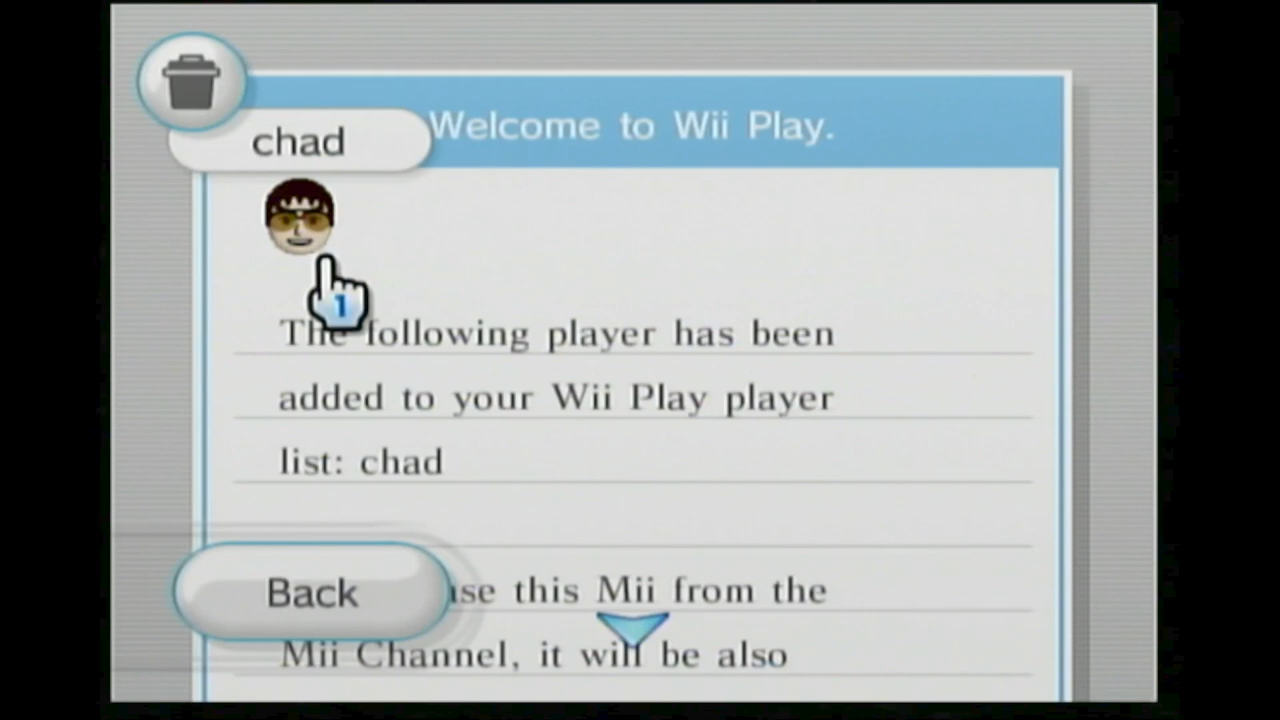 Welcome to Wii Play.
chad
1
The following player has been
added to your Wii Play player
list: chad
Back
this Mii from the
Mii Channel, it will be also